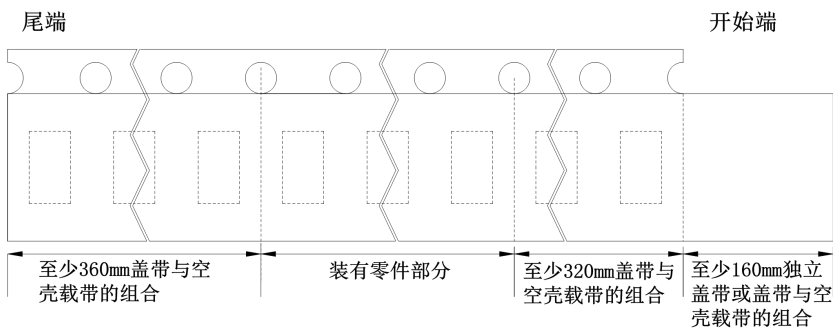 尾端
开始端
至少360mm盖带与空
壳载带的组合
装有零件部分
至少320mm盖带与
空壳载带的组合
至少160mm独立
盖带或盖带与空
壳载带的组合